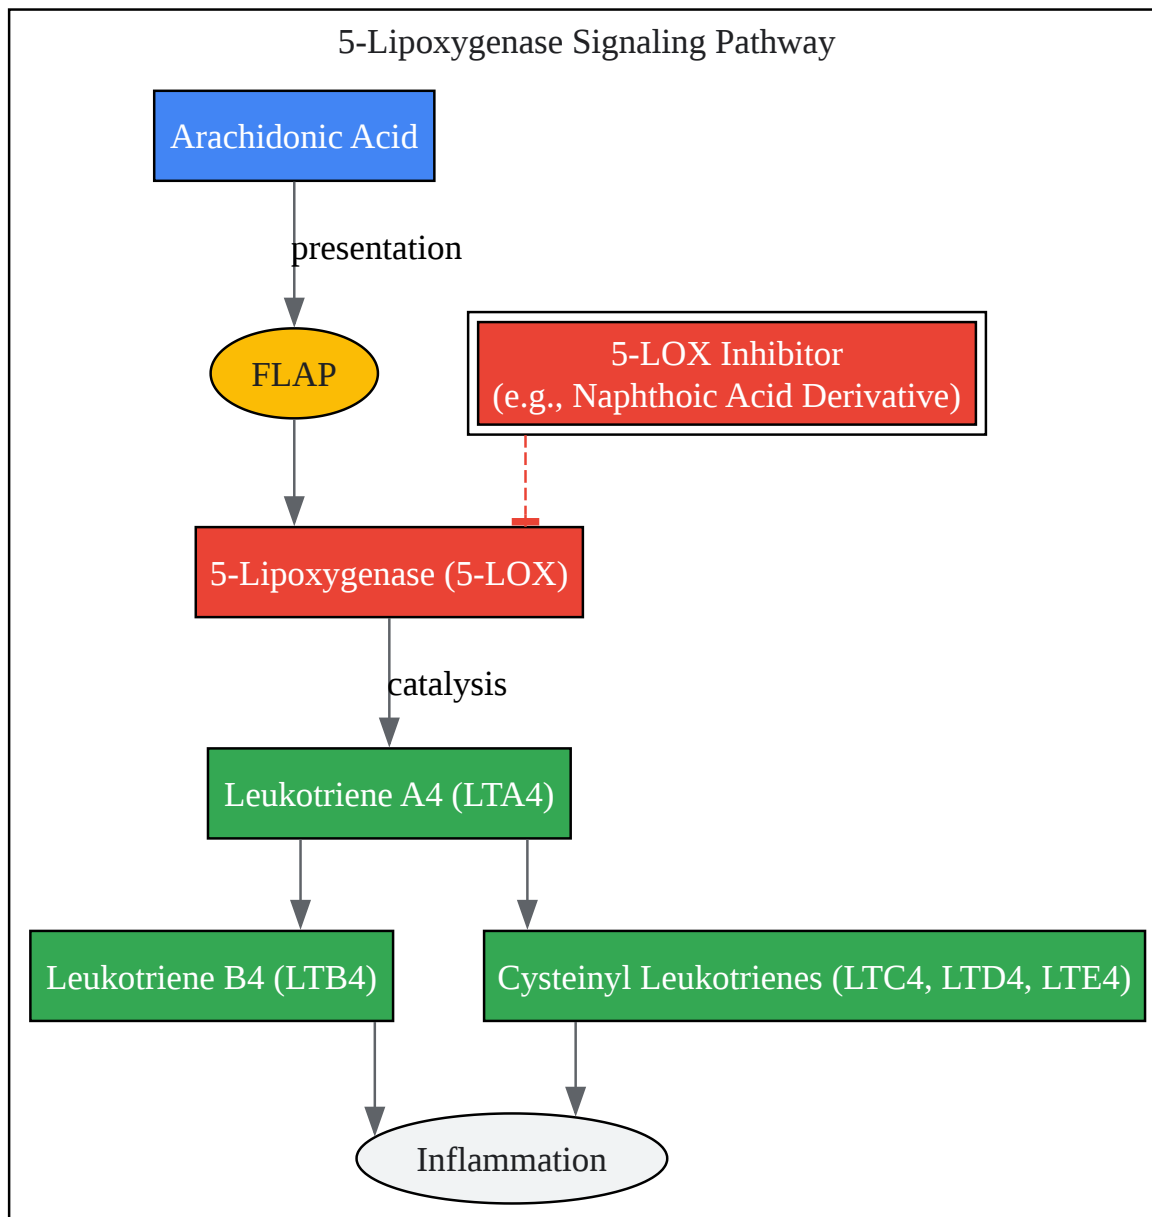 5-Lipoxygenase Signaling Pathway
Arachidonic Acid
presentation
FLAP
5-LOX Inhibitor
(e.g., Naphthoic Acid Derivative)
5-Lipoxygenase (5-LOX)
catalysis
Leukotriene A4 (LTA4)
Leukotriene B4 (LTB4)
Cysteinyl Leukotrienes (LTC4, LTD4, LTE4)
Inflammation